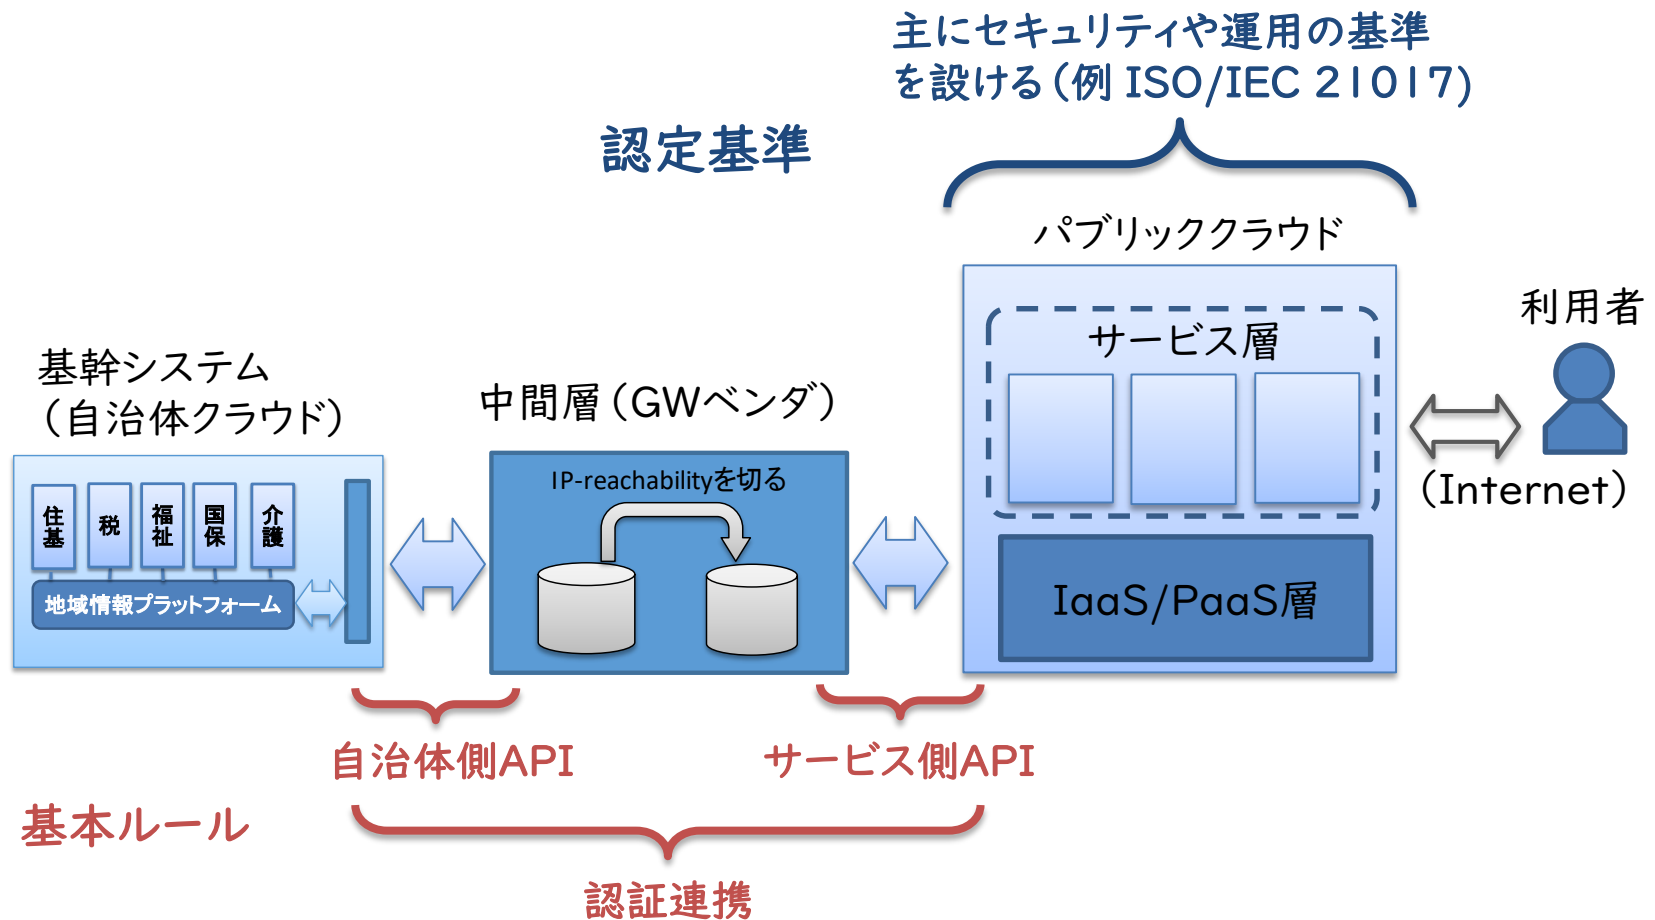 主にセキュリティや運用の基準
を設ける(例 ISO/IEC 21017)
認定基準
パブリッククラウド
サービス層
IaaS/PaaS層
利用者
(Internet)
基幹システム
(自治体クラウド)
住基
税
福祉
国保
介護
地域情報プラットフォーム
中間層(GWベンダ)
IP-reachabilityを切る
自治体側API
サービス側API
基本ルール
認証連携